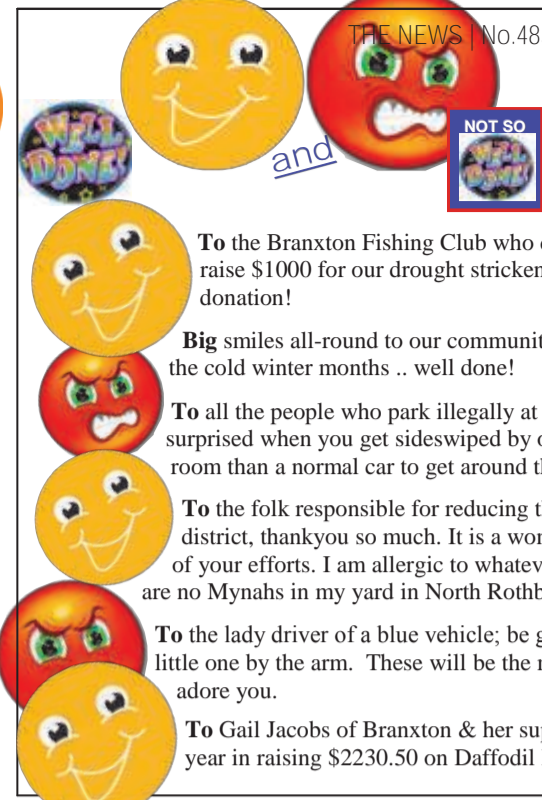 THE NEWS | No.48
WELL DONE!
and
NOT SO
WELL DONE!
To the Branxton Fishing Club who
raise $1000 for our drought stricken
donation!
Big smiles all-round to our
the cold winter months .. well done!
To all the people who park illegally at
surprised when you get sideswiped by
room than a normal car to get around
To the folk responsible for reducing
district, thankyou so much. It is a
of your efforts. I am allergic to
are no Mynahs in my yard in North
To the lady driver of a blue vehicle; be
little one by the arm. These will be the
adore you.
To Gail Jacobs of Branxton & her
year in raising $2230.50 on Daffodil